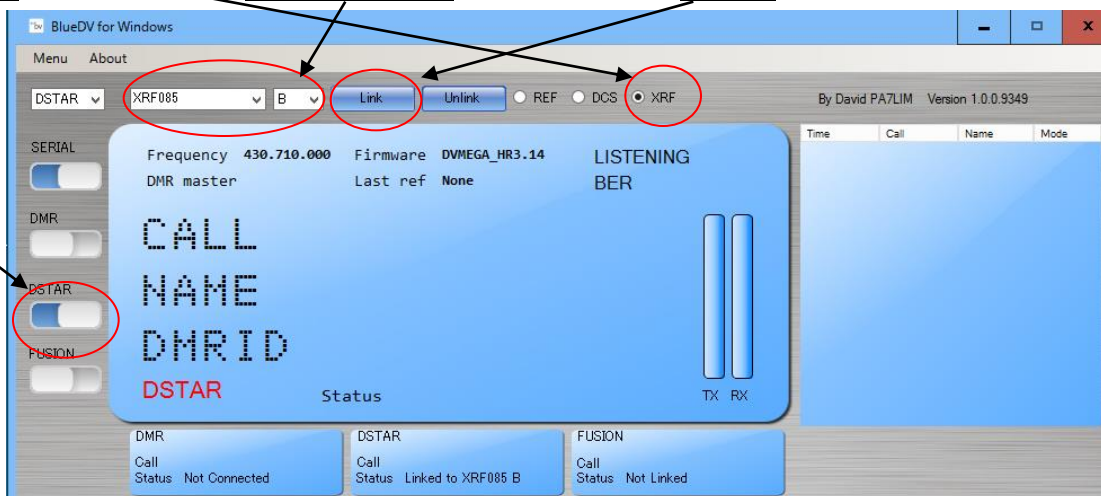 BlueDV for Windows
Menu About
DSTAR XRF085 B Link Unlink REF DCS XRF By David PA7LIM Version 1.0.0.9349
Time Call Name Mode
SERIAL
Frequency 430.710.000 Firmware DVMEGA_HR3.14 LISTENING
DMR master Last ref None BER
DMR
CALL
DSTAR
NAME
FUSION
DMRID
DSTAR Status TX RX
DMR
Call
Status Not Connected
DSTAR
Call
Status Linked to XRF085 B
FUSION
Call
Status Not Linked